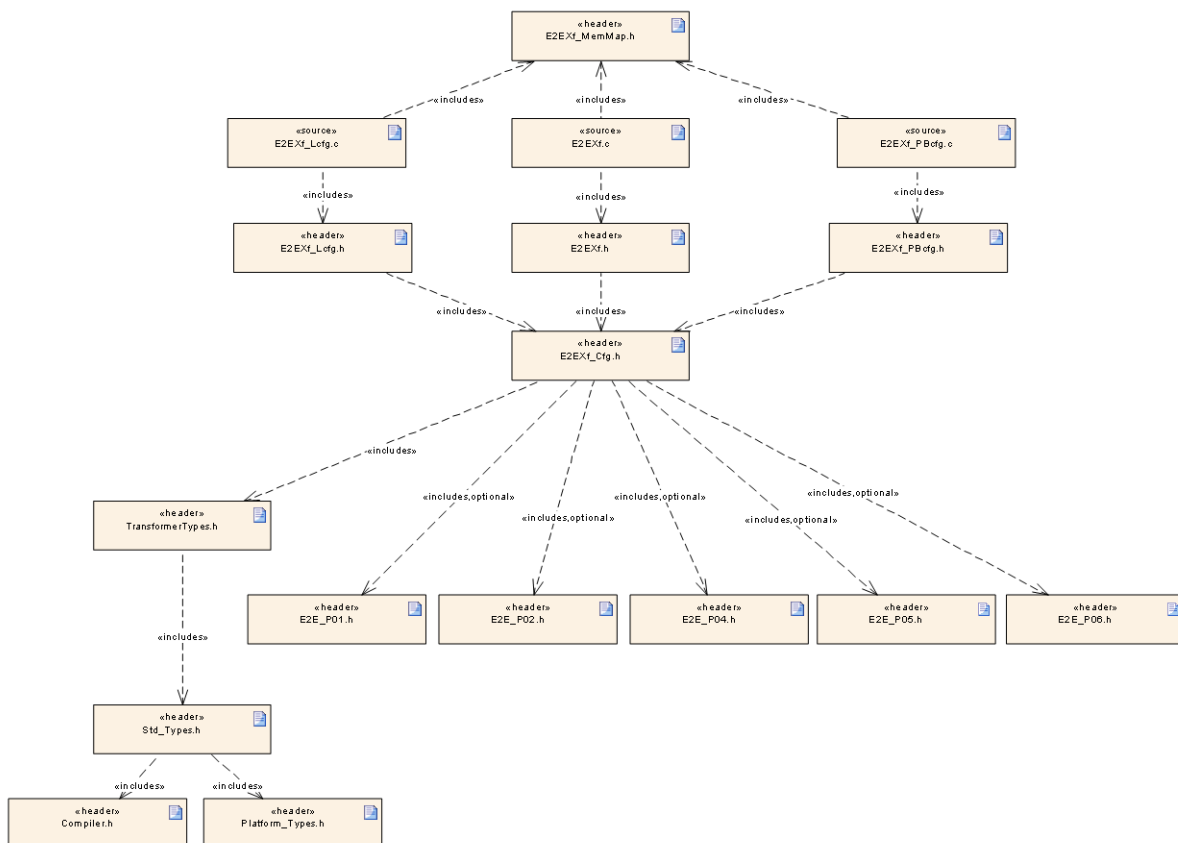 «header»
E2EXf_MemMap.h
«includes»
«includes»
«includes»
«source»
E2EXf_Lcfg.c
«source»
E2EXf.c
«source»
E2EXf_PBcfg.c
«includes»
«includes»
«includes»
«header»
E2EXf_Lcfg.h
«header»
E2EXf.h
«header»
E2EXf_PBcfg.h
«includes»
«includes»
«includes»
«header»
E2EXf_Cfg.h
«includes»
«includes,optional»
«includes,optional»
«includes,optional»
«includes,optional»
«includes,optional»
«header»
TransformerTypes.h
«header»
E2E_P01.h
«header»
E2E_P02.h
«header»
E2E_P04.h
«header»
E2E_P05.h
«header»
E2E_P06.h
«includes»
«header»
Std_Types.h
«includes»
«includes»
«header»
Compiler.h
«header»
Platform_Types.h